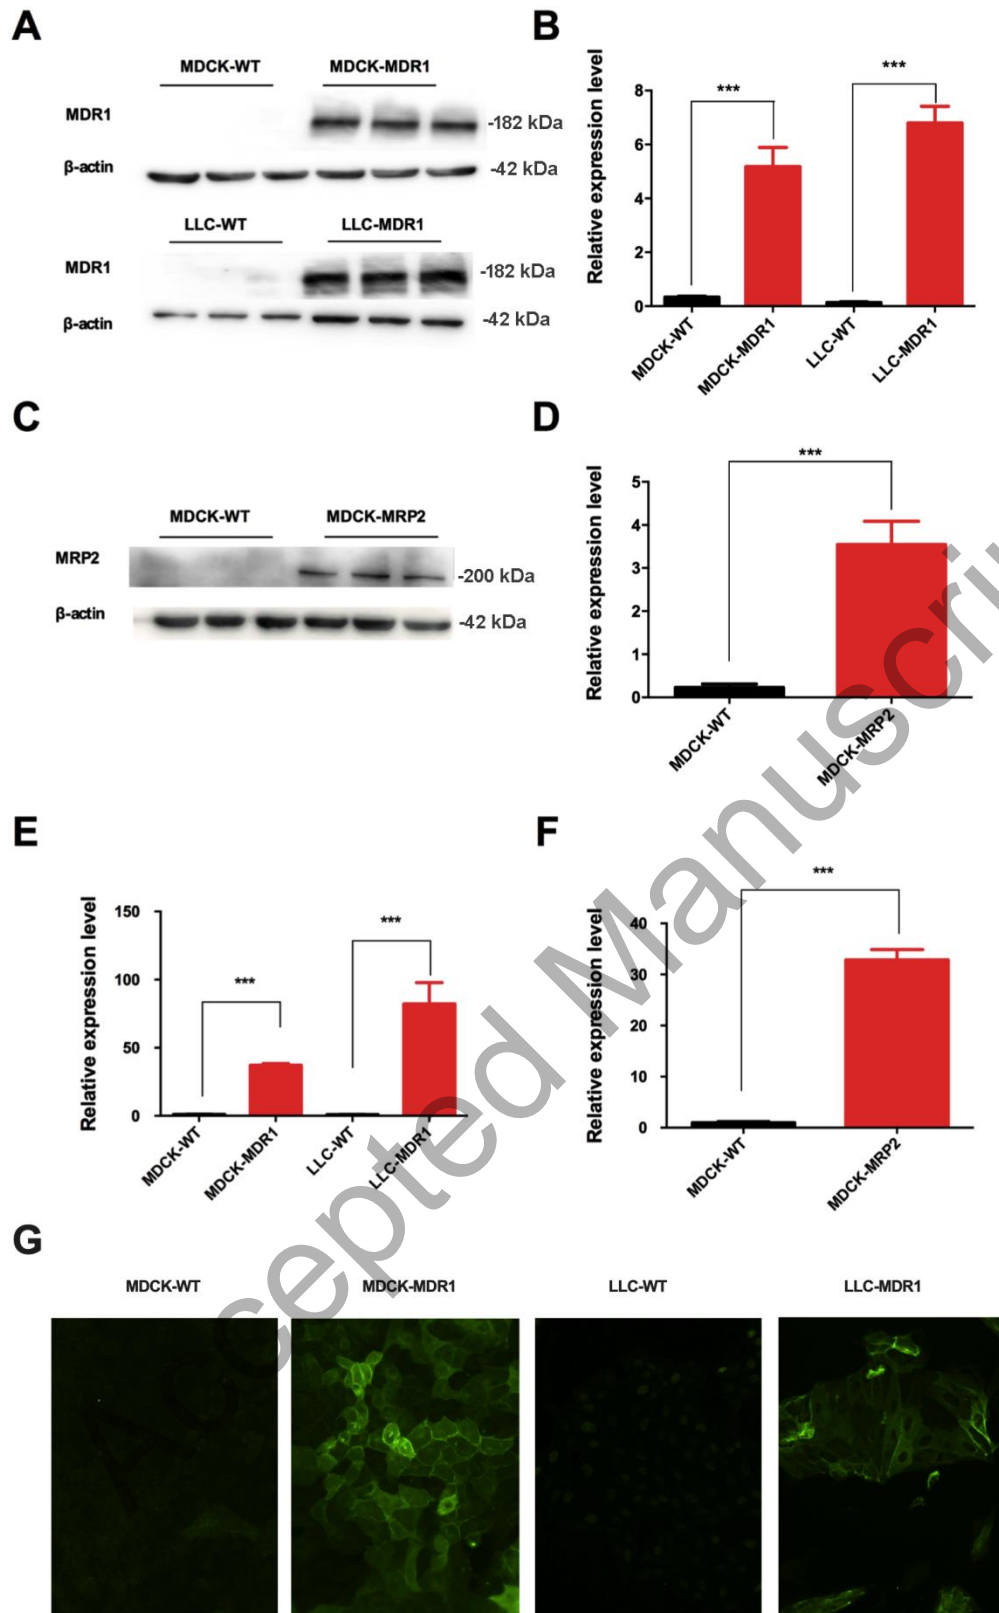 A
MDCK-WT MDCK-MDR1
MDR1 -182 kDa
β-actin -42 kDa
LLC-WT LLC-MDR1
MDR1 -182 kDa
β-actin -42 kDa
B
Relative expression level
8
6
4
2
0
***
***
MDCK-WT
MDCK-MDR1
LLC-WT
LLC-MDR1
C
MDCK-WT MDCK-MRP2
MRP2 -200 kDa
β-actin -42 kDa
D
Relative expression level
5
4
3
2
1
0
***
MDCK-WT
MDCK-MRP2
E
Relative expression level
150
100
50
0
***
***
MDCK-WT
MDCK-MDR1
LLC-WT
LLC-MDR1
F
Relative expression level
40
30
20
10
0
***
MDCK-WT
MDCK-MRP2
G
MDCK-WT MDCK-MDR1 LLC-WT LLC-MDR1
Accepted Manuscri